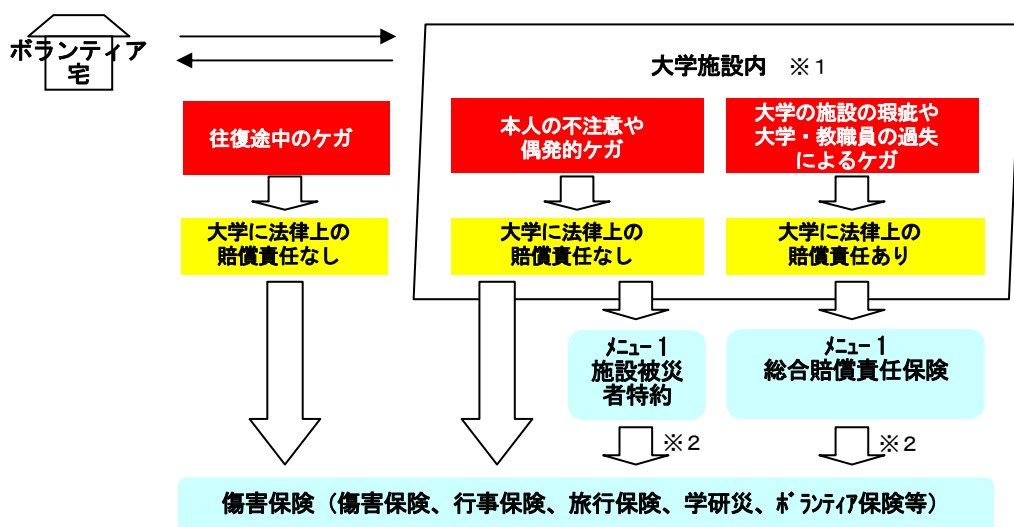 ボランティア
宅
大学施設内 ※１
往復途中のケガ
本人の不注意や
偶発的ケガ
大学の施設の瑕疵や
大学・教職員の過失
によるケガ
大学に法律上の
賠償責任なし
大学に法律上の
賠償責任なし
大学に法律上の
賠償責任あり
ﾒﾆｭｰ１
施設被災
者特約
ﾒﾆｭｰ１
総合賠償責任保険
※２
※２
傷害保険（傷害保険、行事保険、旅行保険、学研災、ﾎﾞﾗﾝﾃｨｱ保険等）